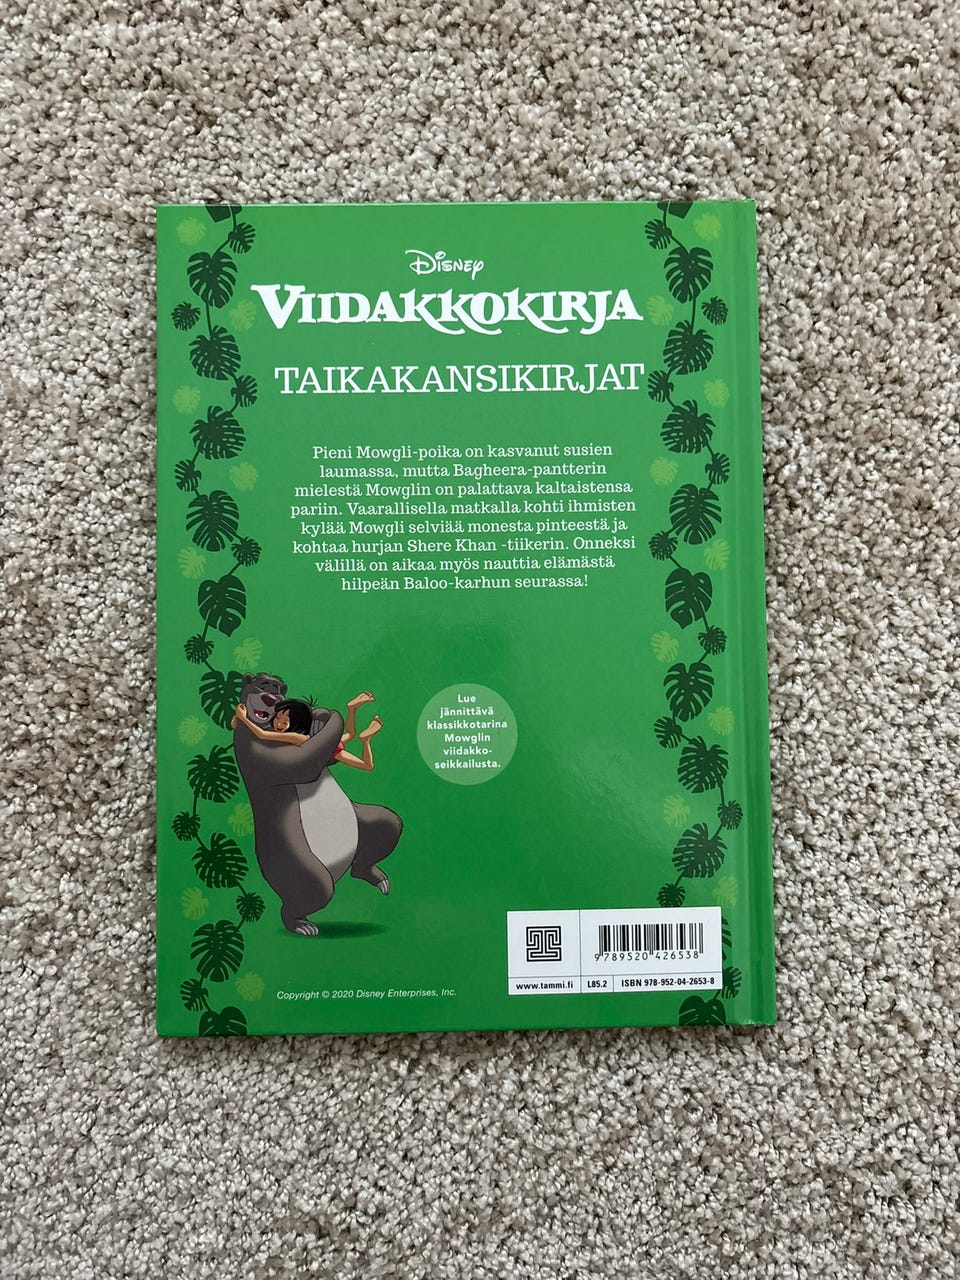 Disney
VIIDAKKOKIRJA
TAIKAKANSIKIRJAT
Pieni Mowgli-poika on kasvanut susien
laumassa, mutta Bagheera-pantterin
mielestä Mowglin on palattava kaltaistensa
pariin. Vaarallisella matkalla kohti ihmisten
kylää Mowgli selviää monesta pinteestä ja
kohtaa hurjan Shere Khan -tiikerin. Onneksi
välillä on aikaa myös nauttia elämästä
hilpeän Baloo-karhun seurassa!
Lue
jännittävä
klassikkotarina
Mowglin
viidakko-
seikkailusta.
9 789520 426538
www.tammi.fi L85.2 ISBN 978-952-04-2653-8
Copyright © 2020 Disney Enterprises, Inc.